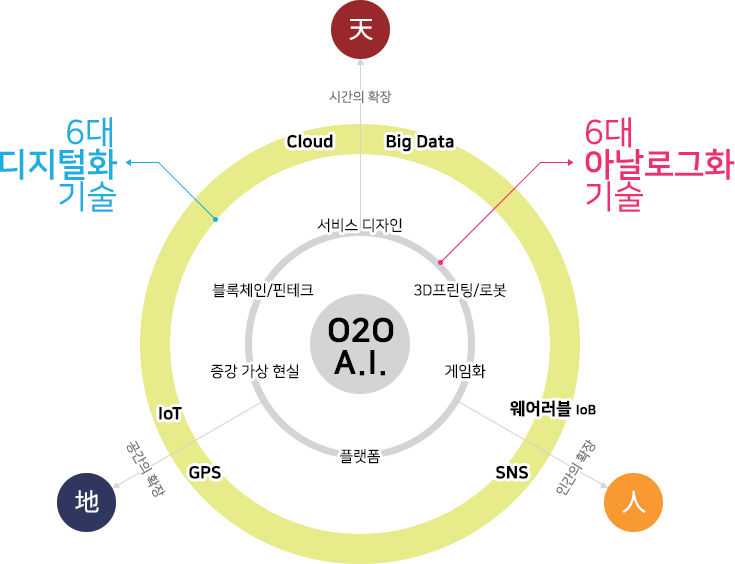 天
시간의 확장
6대
디지털화
기술
6대
아날로그화
기술
Cloud
Big Data
서비스 디자인
블록체인/핀테크
3D프린팅/로봇
O2O
A.I.
증강 가상 현실
게임화
플랫폼
IoT
웨어러블 IoB
GPS
SNS
공간의 확장
인간의 확장
地
人